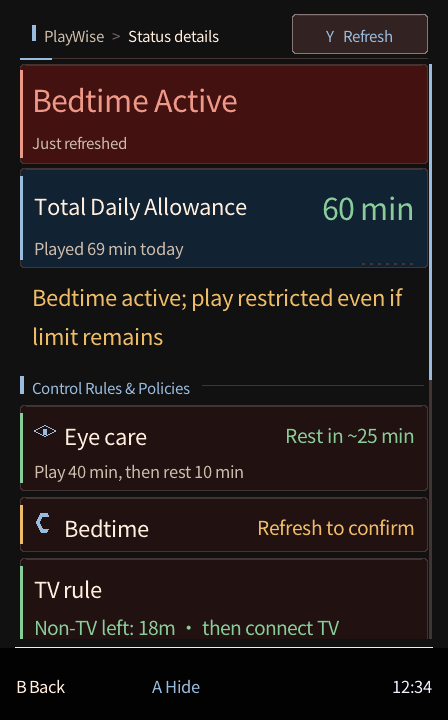 PlayWise > Status details
Y Refresh
Bedtime Active
Just refreshed
Total Daily Allowance 60 min
Played 69 min today
Bedtime active; play restricted even if
limit remains
Control Rules & Policies
Eye care Rest in ~25 min
Play 40 min, then rest 10 min
Bedtime Refresh to confirm
TV rule
Non-TV left: 18m • then connect TV
B Back A Hide 12:34